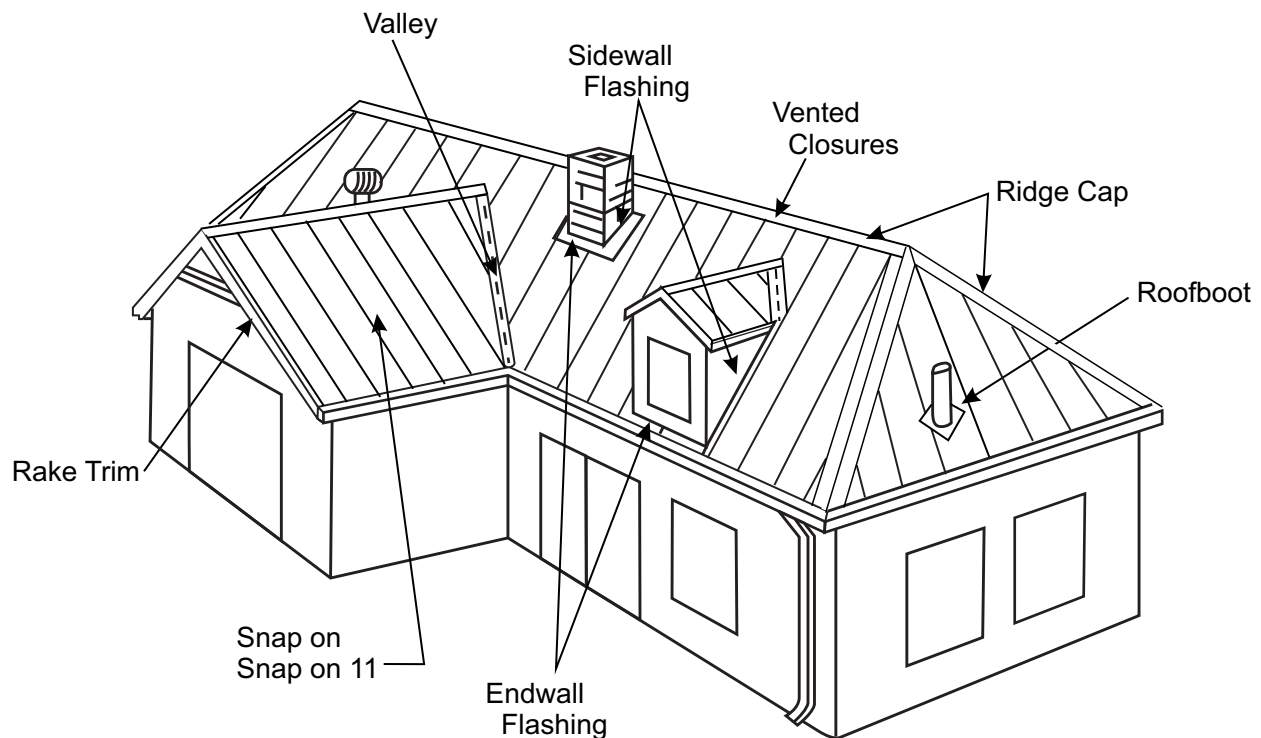 Valley
Sidewall
Flashing
Vented
Closures
Ridge Cap
Roofboot
Rake Trim
Snap on
Snap on 11
Endwall
Flashing